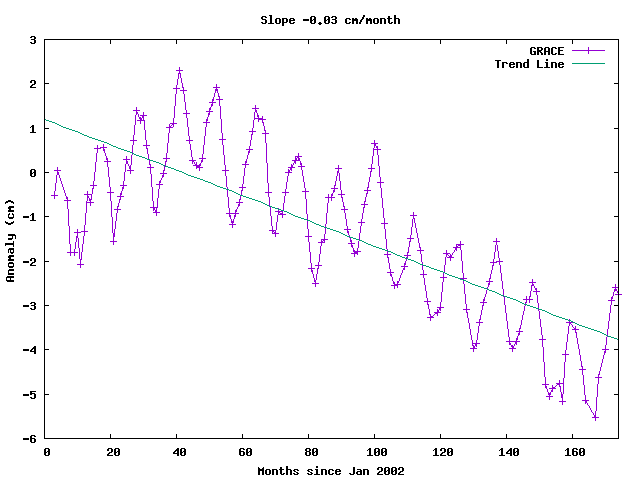 Slope -0.03 cm/month
GRACE
Trend Line
3
2
1
0
-1
-2
-3
-4
-5
-6
Anomaly (cm)
0 20 40 60 80 100 120 140 160
Months since Jan 2002